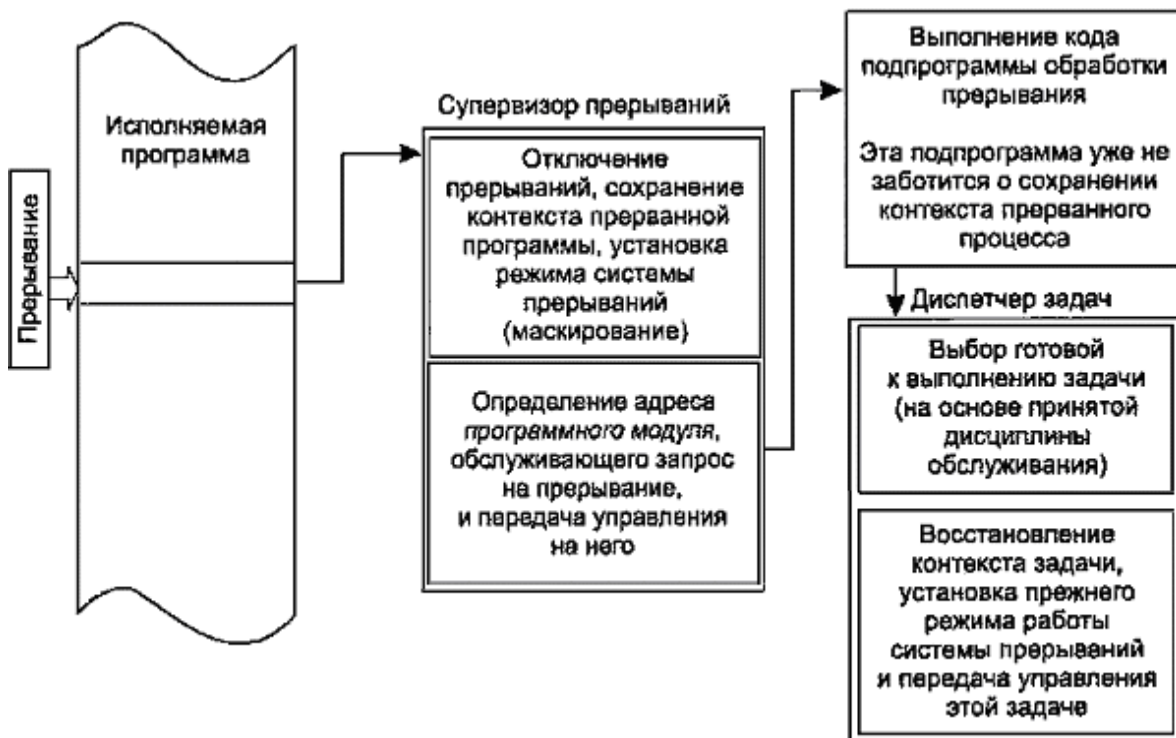 Прерывание
Исполняемая
программа
Супервизор прерываний
Отключение
прерываний, сохранение
контекста прерванной
программы, установка
режима системы
прерываний
(маскирование)
Определение адреса
программного модуля,
обслуживающего запрос
на прерывание,
и передача управления
на него
Выполнение кода
подпрограммы обработки
прерывания
Эта подпрограмма уже не
заботится о сохранении
контекста прерванного
процесса
Диспетчер задач
Выбор готовой
к выполнению задачи
(на основе принятой
дисциплины
обслуживания)
Восстановление
контекста задачи,
установка прежнего
режима работы
системы прерываний
и передача управления
этой задаче